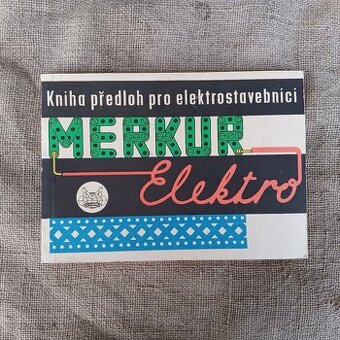 Kniha předloh pro elektrostavebnici
MERKUR
Elektro